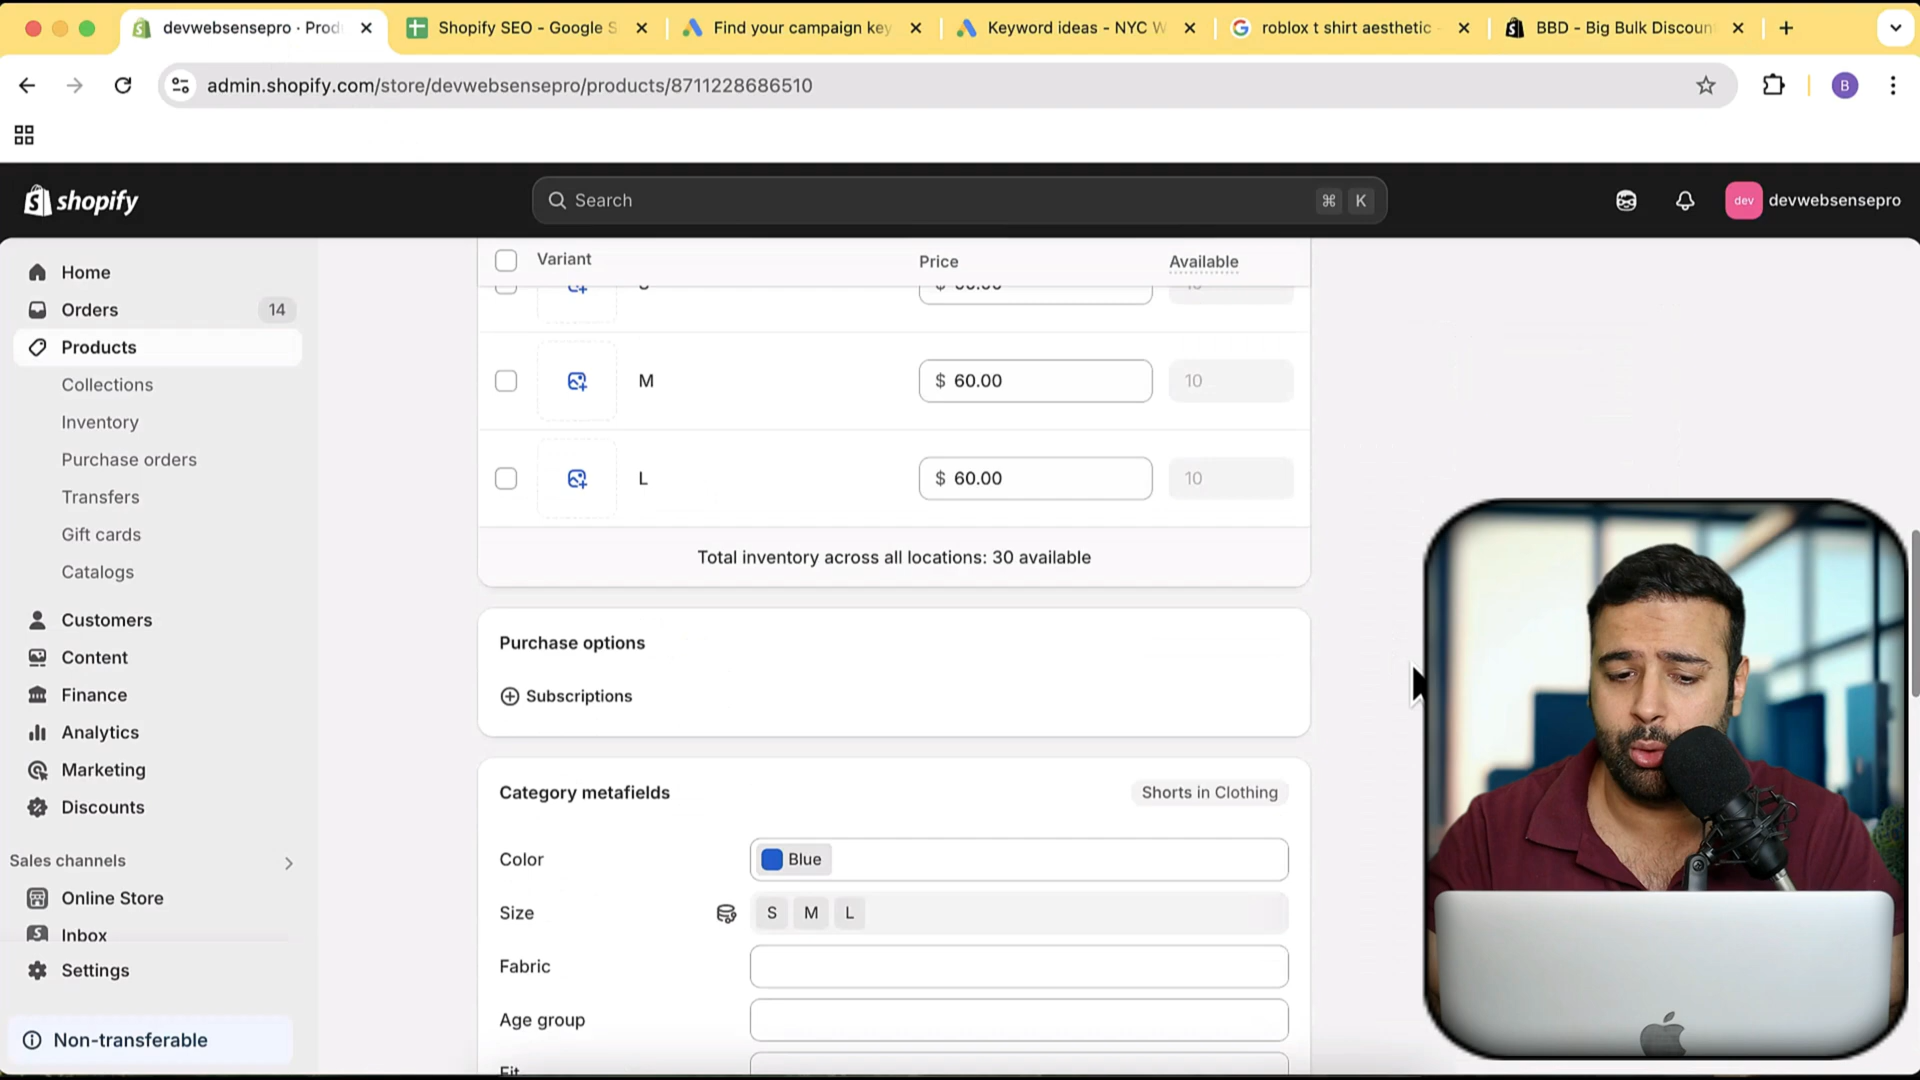 devwebsensepro · Prod
Shopify SEO - Google S
Find your campaign key
Keyword ideas - NYC W
roblox t shirt aesthetic -
BBD - Big Bulk Discoun
admin.shopify.com/store/devwebsensepro/products/8711228686510
B
shopify
Search
⌘ K
dev
devwebsensepro
Home
Orders 14
Products
Collections
Inventory
Purchase orders
Transfers
Gift cards
Catalogs
Customers
Content
Finance
Analytics
Marketing
Discounts
Sales channels
Online Store
Inbox
Settings
Non-transferable
Variant Price Available
M $ 60.00 10
L $ 60.00 10
Total inventory across all locations: 30 available
Purchase options
Subscriptions
Category metafields
Shorts in Clothing
Color Blue
Size S M L
Fabric
Age group
Fit